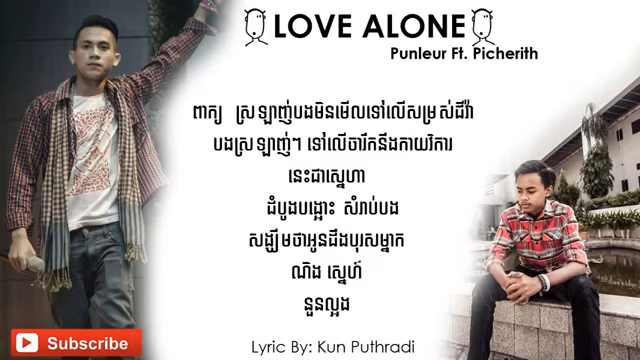 LOVE ALONE
Punleur Ft. Picherith
ពាក្យ ស្រឡាញ់បងមិនមើលទៅលើសម្រស់ជីវ៉ា
បងស្រឡាញ់ៗ ទៅលើចារឹកនឹងកាយវិការ
នេះជាស្នេហា
ដំបូងបង្អោះ សំរាប់បង
សង្ឃឹមថាអូនដឹងបុរសម្នាក
ណិង ស្នេហ៍
នួនល្អង
Subscribe
Lyric By: Kun Puthradi